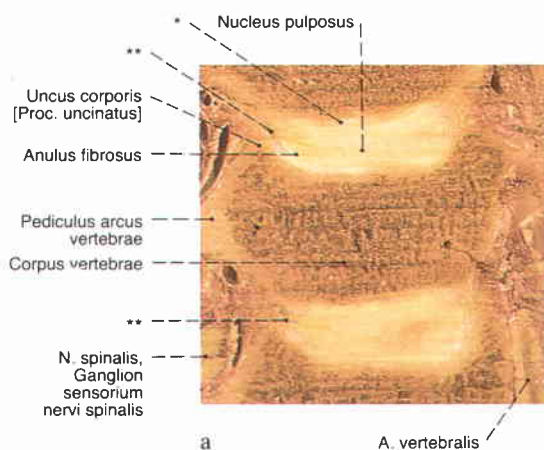 *
Nucleus pulposus
**
Uncus corporis
[Proc. uncinatus]
Anulus fibrosus
Pediculus arcus
vertebrae
Corpus vertebrae
**
N. spinalis,
Ganglion
sensorium
nervi spinalis
a
A. vertebralis